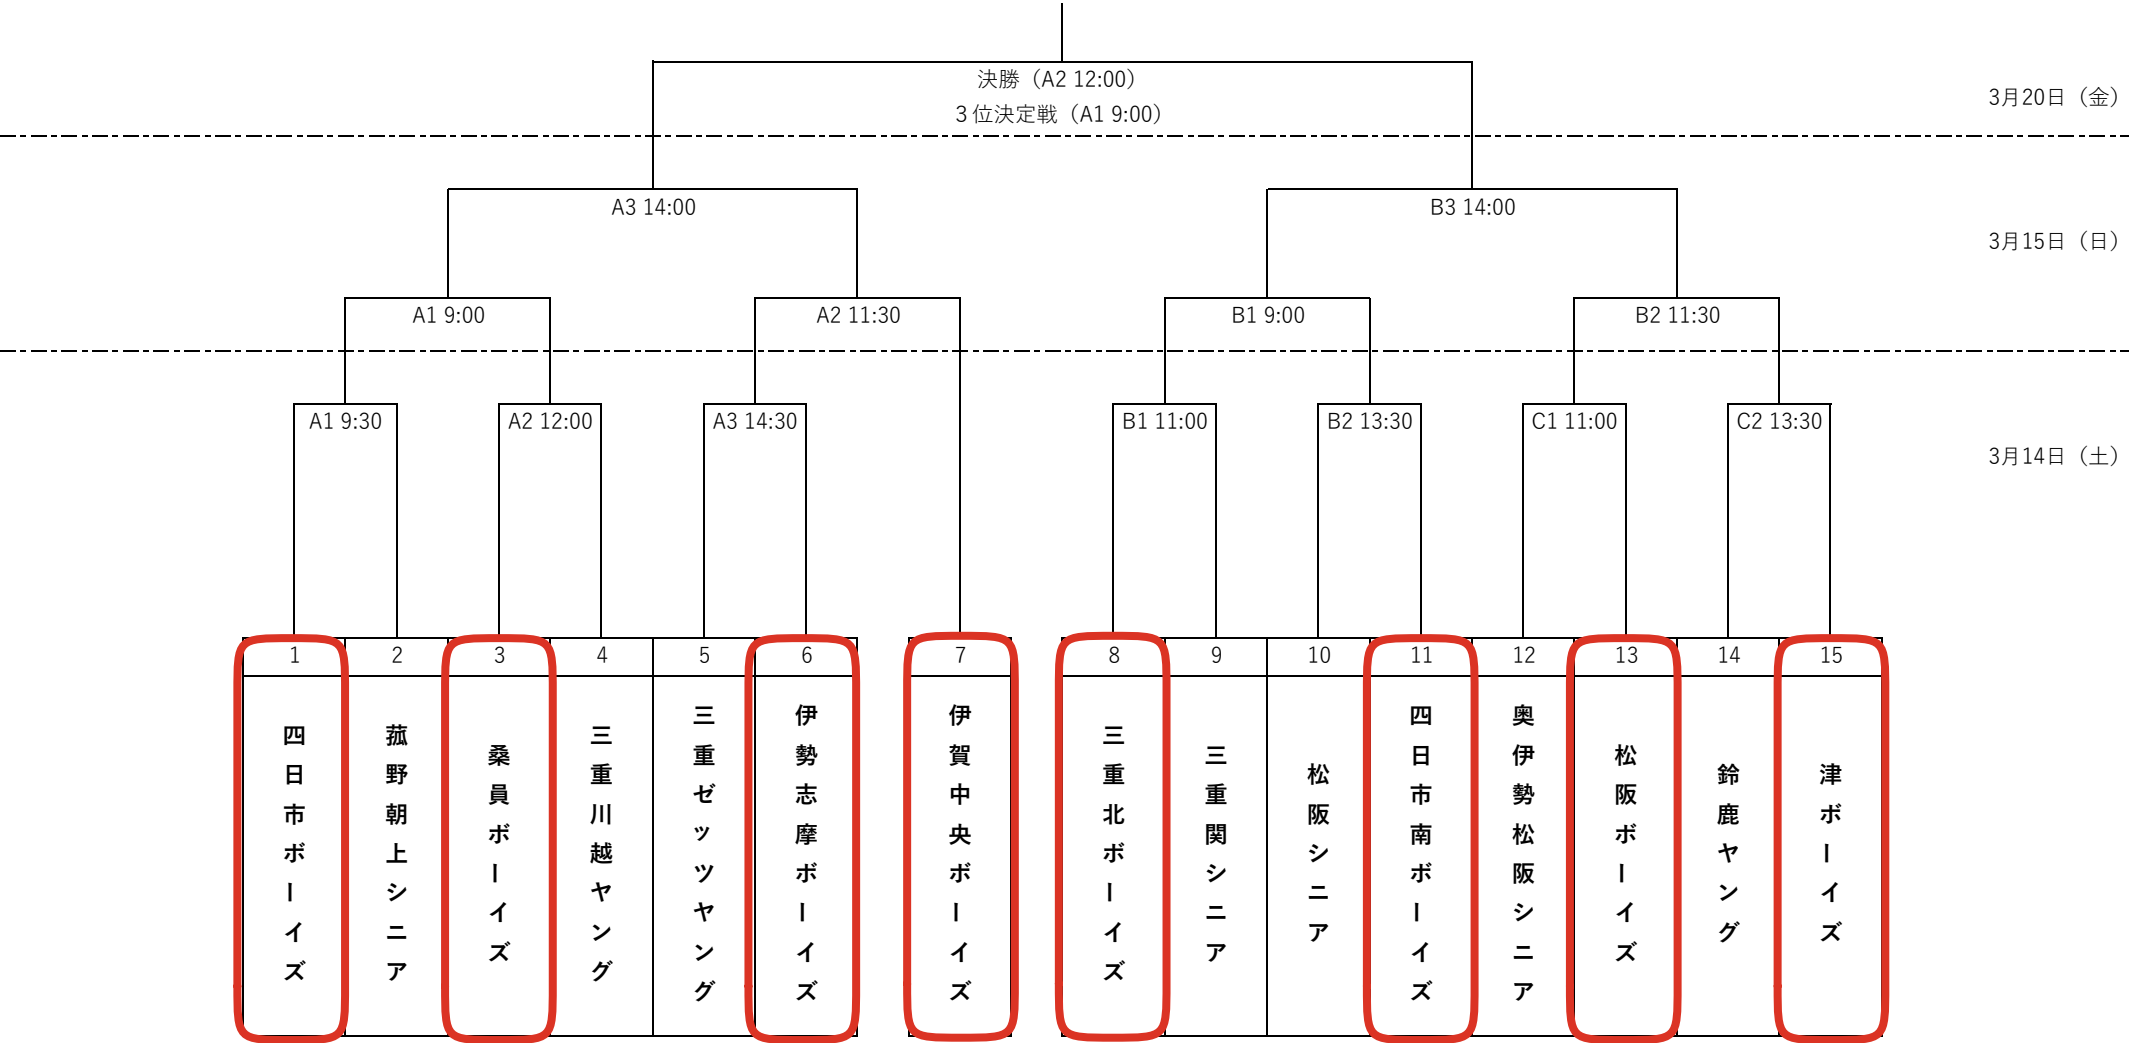 決勝（A2 12:00）
３位決定戦（A1 9:00）
3月20日（金）
A3 14:00
B3 14:00
3月15日（日）
A1 9:00
A2 11:30
B1 9:00
B2 11:30
A1 9:30
A2 12:00
A3 14:30
B1 11:00
B2 13:30
C1 11:00
C2 13:30
3月14日（土）
1
2
3
4
5
6
7
8
9
10
11
12
13
14
15
四日市ボーイズ
菰野朝上シニア
桑員ボーイズ
三重川越ヤング
三重ゼッツヤング
伊勢志摩ボーイズ
伊賀中央ボーイズ
三重北ボーイズ
三重関シニア
松阪シニア
四日市南ボーイズ
奥伊勢松阪シニア
松阪ボーイズ
鈴鹿ヤング
津ボーイズ